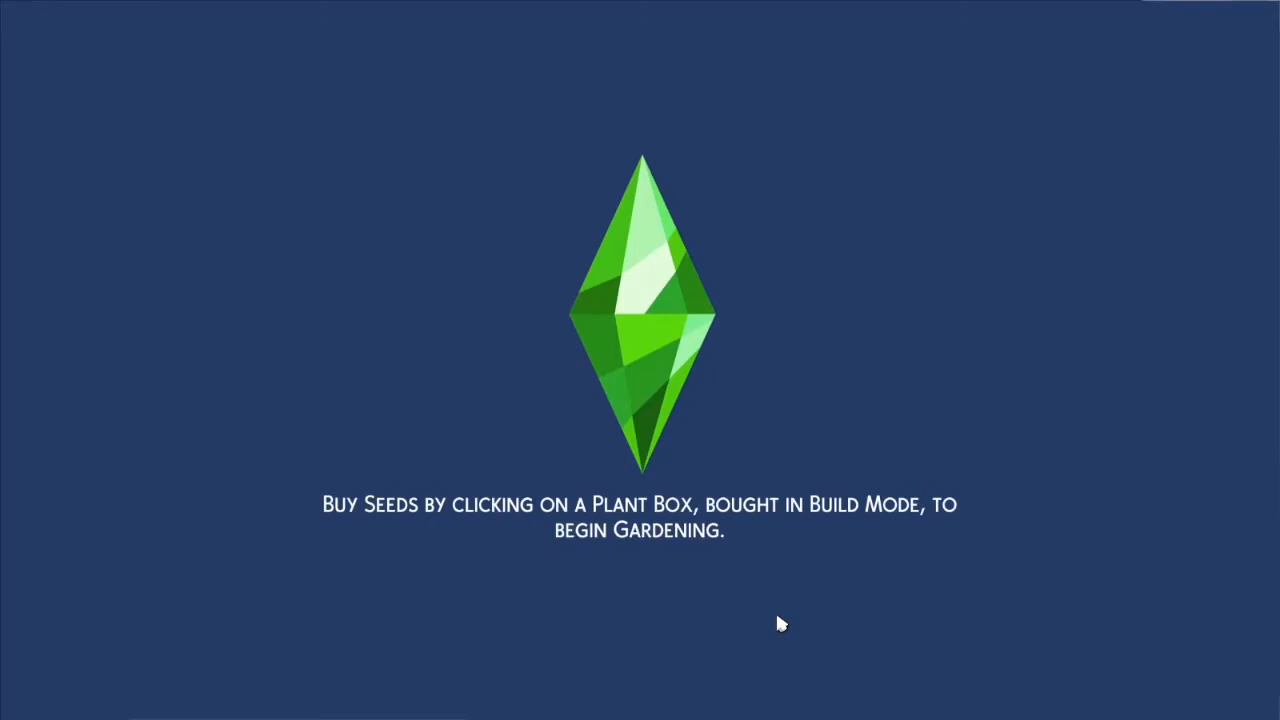 Buy Seeds by clicking on a Plant Box, bought in Build Mode, to
begin Gardening.